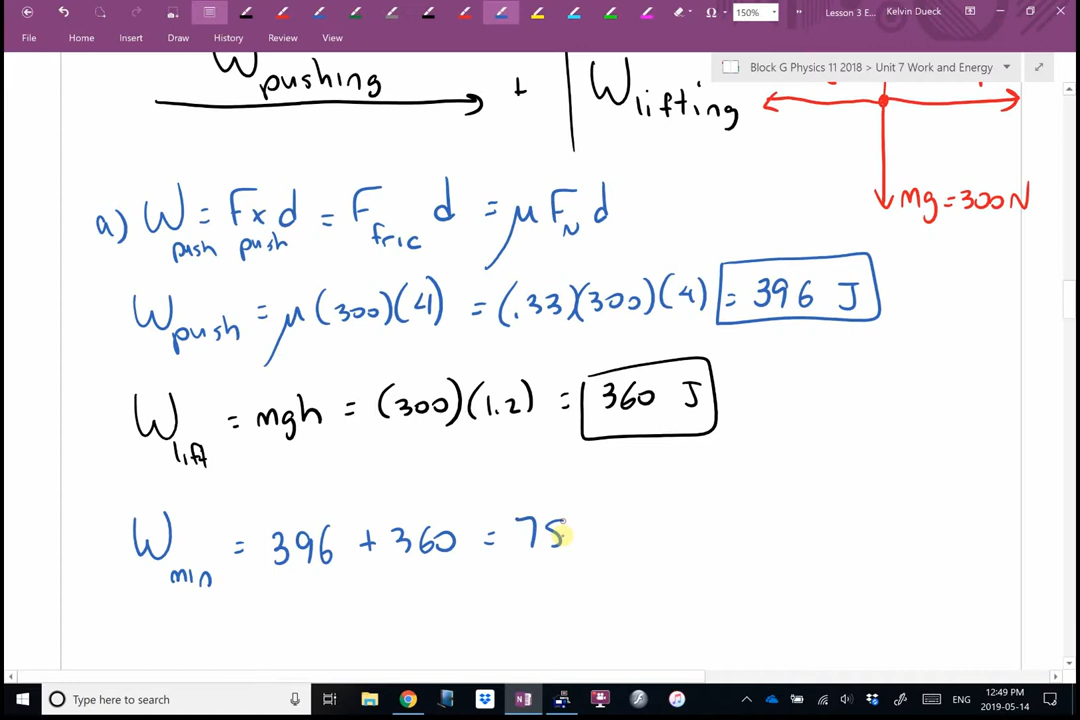 150%
Lesson 3 E...
Kelvin Dueck
File Home Insert Draw History Review View
Block G Physics 11 2018 > Unit 7 Work and Energy
W pushing + W lifting
mg = 300 N
a) W push = F push x d = F fric d = μ F N d
W push = μ (300)(4) = (.33)(300)(4) = 396 J
W lift = mgh = (300)(1.2) = 360 J
W min = 396 + 360 = 75
Type here to search
ENG
12:49 PM
2019-05-14